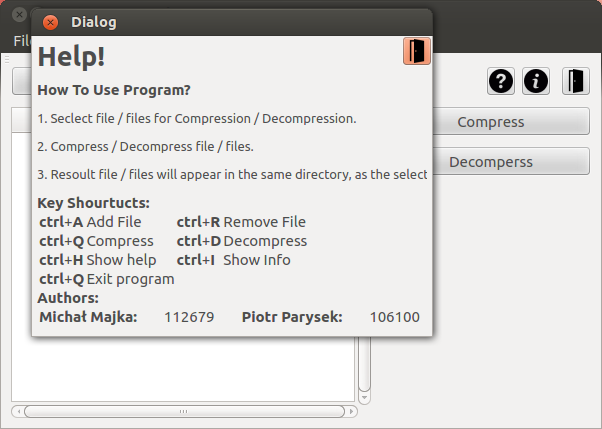 Dialog
File
Help!
How To Use Program?
1. Seclect file / files for Compression / Decompression.
2. Compress / Decompress file / files.
3. Resoult file / files will appear in the same directory, as the select
Key Shourtucts:
ctrl+A Add File ctrl+R Remove File
ctrl+Q Compress ctrl+D Decompress
ctrl+H Show help ctrl+I Show Info
ctrl+Q Exit program
Authors:
Michał Majka: 112679 Piotr Parysek: 106100
Compress
Decomperss